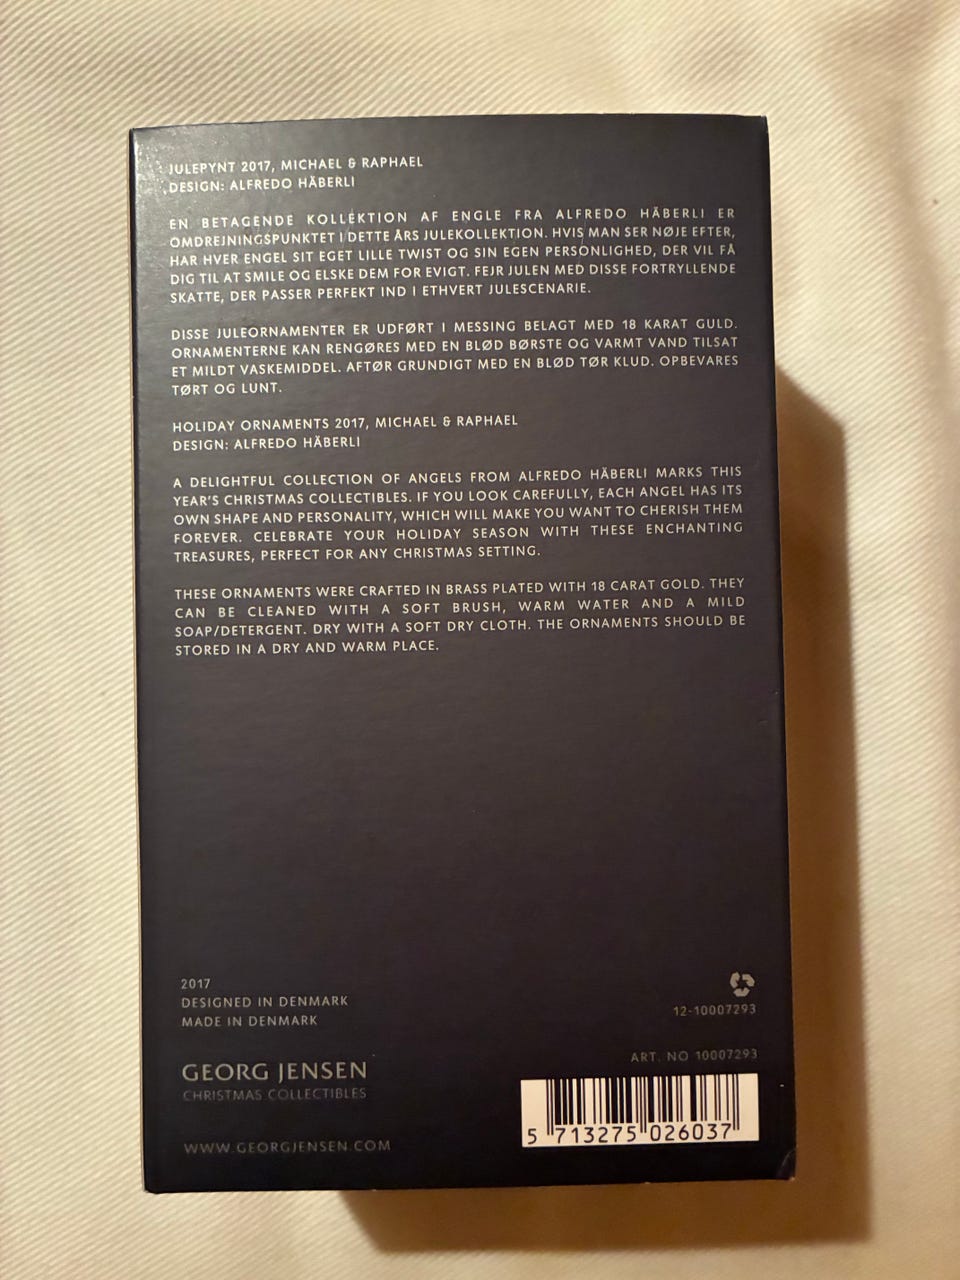 JULEPYNT 2017, MICHAEL & RAPHAEL
DESIGN: ALFREDO HÄBERLI
EN BETAGENDE KOLLEKTION AF ENGLE FRA ALFREDO HÄBERLI ER
OMDREJNINGSPUNKTET I DETTE ÅRS JULEKOLLEKTION. HVIS MAN SER NØJE EFTER,
HAR HVER ENGEL SIT EGET LILLE TWIST OG SIN EGEN PERSONLIGHED, DER VIL FÅ
DIG TIL AT SMILE OG ELSKE DEM FOR EVIGT. FEJR JULEN MED DISSE FORTRYLLENDE
SKATTE, DER PASSER PERFEKT IND I ETHVERT JULESCENARIE.
DISSE JULEORNAMENTER ER UDFØRT I MESSING BELAGT MED 18 KARAT GULD.
ORNAMENTERNE KAN RENGØRES MED EN BLØD BØRSTE OG VARMT VAND TILSAT
ET MILDT VASKEMIDDEL. AFTØR GRUNDIGT MED EN BLØD TØR KLUD. OPBEVARES
TØRT OG LUNT.
HOLIDAY ORNAMENTS 2017, MICHAEL & RAPHAEL
DESIGN: ALFREDO HÄBERLI
A DELIGHTFUL COLLECTION OF ANGELS FROM ALFREDO HÄBERLI MARKS THIS
YEAR'S CHRISTMAS COLLECTIBLES. IF YOU LOOK CAREFULLY, EACH ANGEL HAS ITS
OWN SHAPE AND PERSONALITY, WHICH WILL MAKE YOU WANT TO CHERISH THEM
FOREVER. CELEBRATE YOUR HOLIDAY SEASON WITH THESE ENCHANTING
TREASURES, PERFECT FOR ANY CHRISTMAS SETTING.
THESE ORNAMENTS WERE CRAFTED IN BRASS PLATED WITH 18 CARAT GOLD. THEY
CAN BE CLEANED WITH A SOFT BRUSH, WARM WATER AND A MILD
SOAP/DETERGENT. DRY WITH A SOFT DRY CLOTH. THE ORNAMENTS SHOULD BE
STORED IN A DRY AND WARM PLACE.
2017
DESIGNED IN DENMARK
MADE IN DENMARK
12-10007293
GEORG JENSEN
CHRISTMAS COLLECTIBLES
WWW.GEORGJENSEN.COM
ART. NO 10007293
5 713275 026037